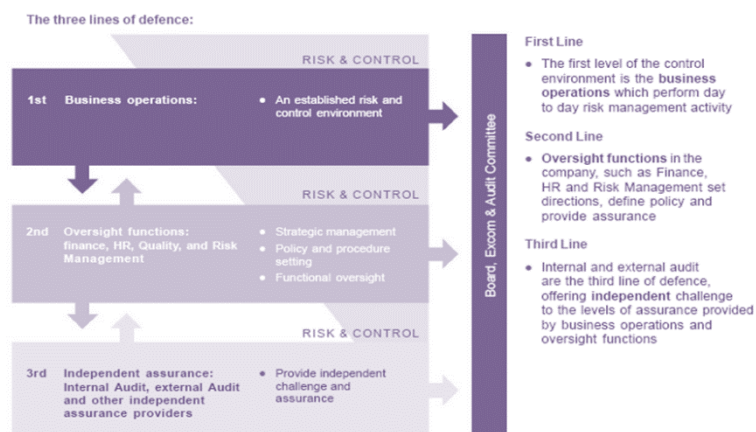 The three lines of defence:
RISK & CONTROL
1st Business operations:
• An established risk and
control environment
RISK & CONTROL
2nd Oversight functions:
finance, HR, Quality, and Risk
Management
• Strategic management
• Policy and procedure
setting
• Functional oversight
RISK & CONTROL
3rd Independent assurance:
Internal Audit, external Audit
and other independent
assurance providers
• Provide independent
challenge and
assurance
Board, Excom & Audit Committee
First Line
• The first level of the control
environment is the business
operations which perform day
to day risk management activity
Second Line
• Oversight functions in the
company, such as Finance,
HR and Risk Management set
directions, define policy and
provide assurance
Third Line
• Internal and external audit
are the third line of defence,
offering independent challenge
to the levels of assurance provided
by business operations and
oversight functions